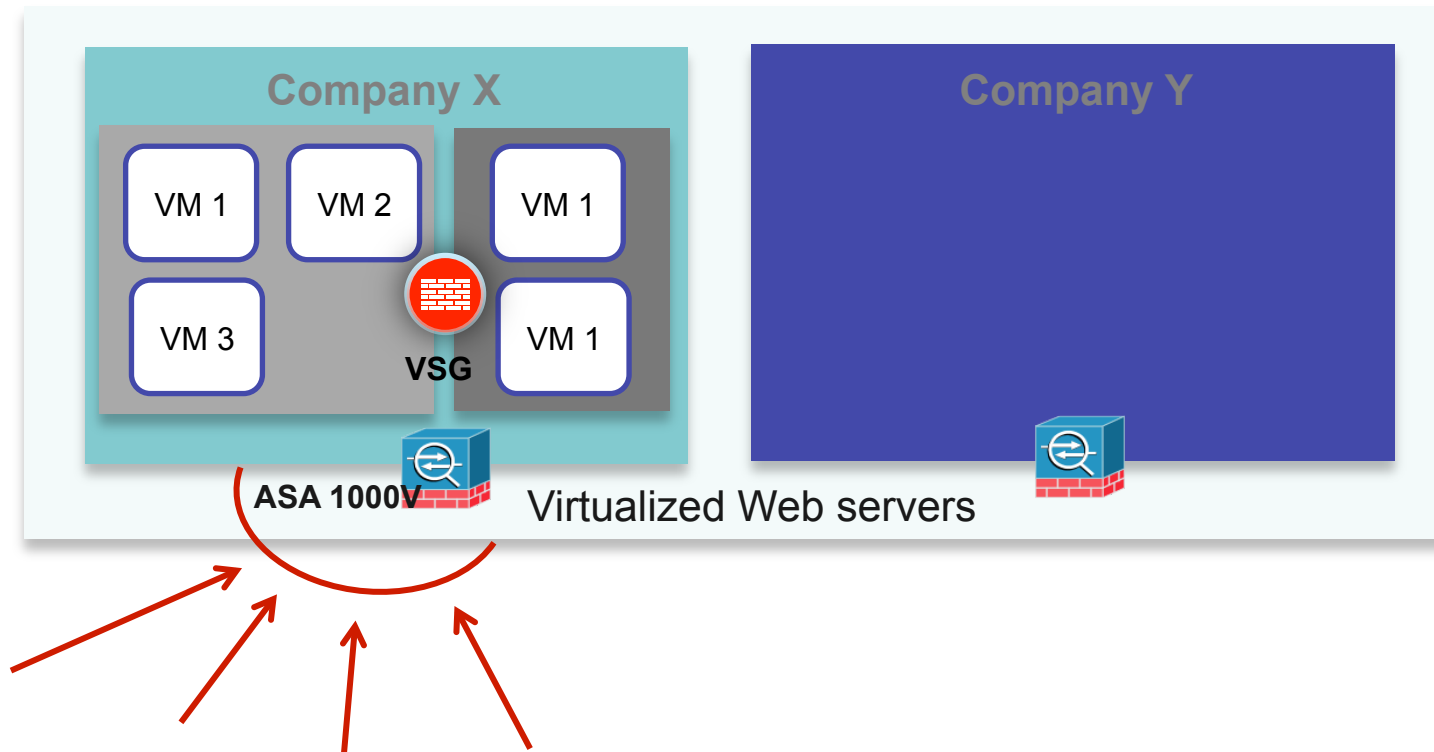 Company X
Company Y
VM 1
VM 2
VM 1
VM 3
VM 1
VSG
ASA 1000V
Virtualized Web servers